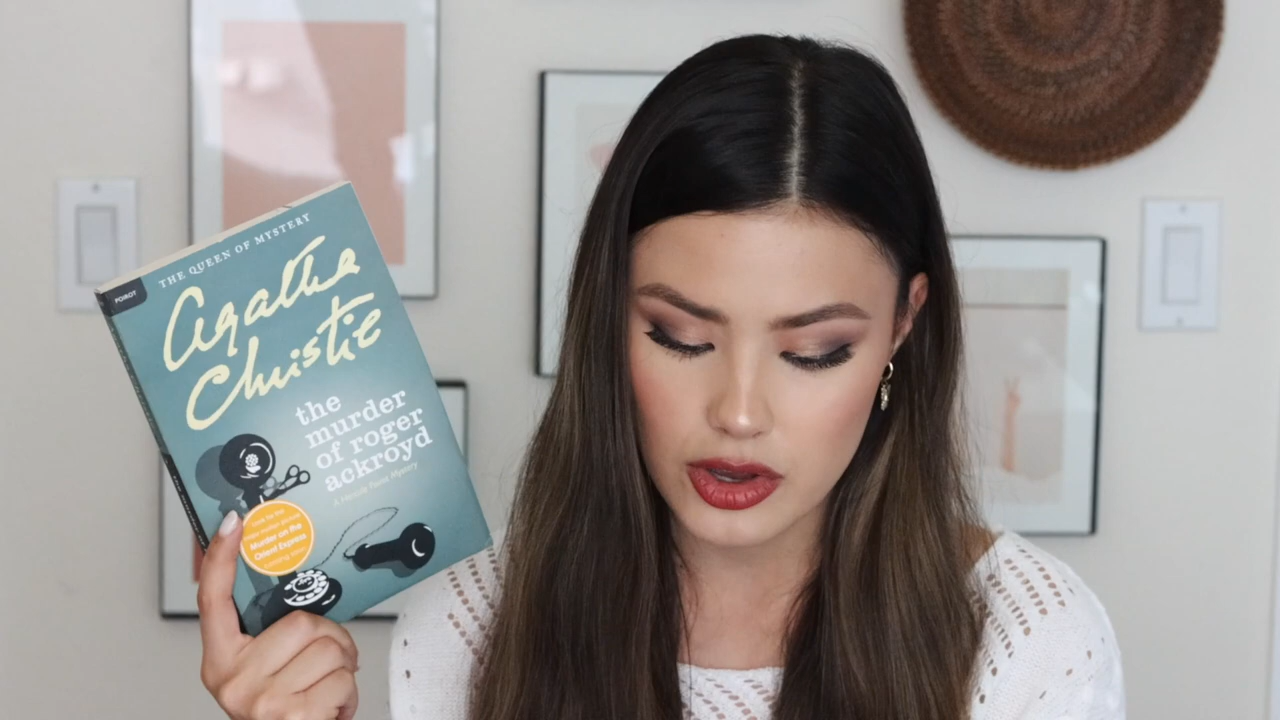 THE QUEEN OF MYSTERY
POIROT
Agatha
Christie
the
murder
of roger
ackroyd
A Hercule Poirot Mystery
Murder on the
Orient Express